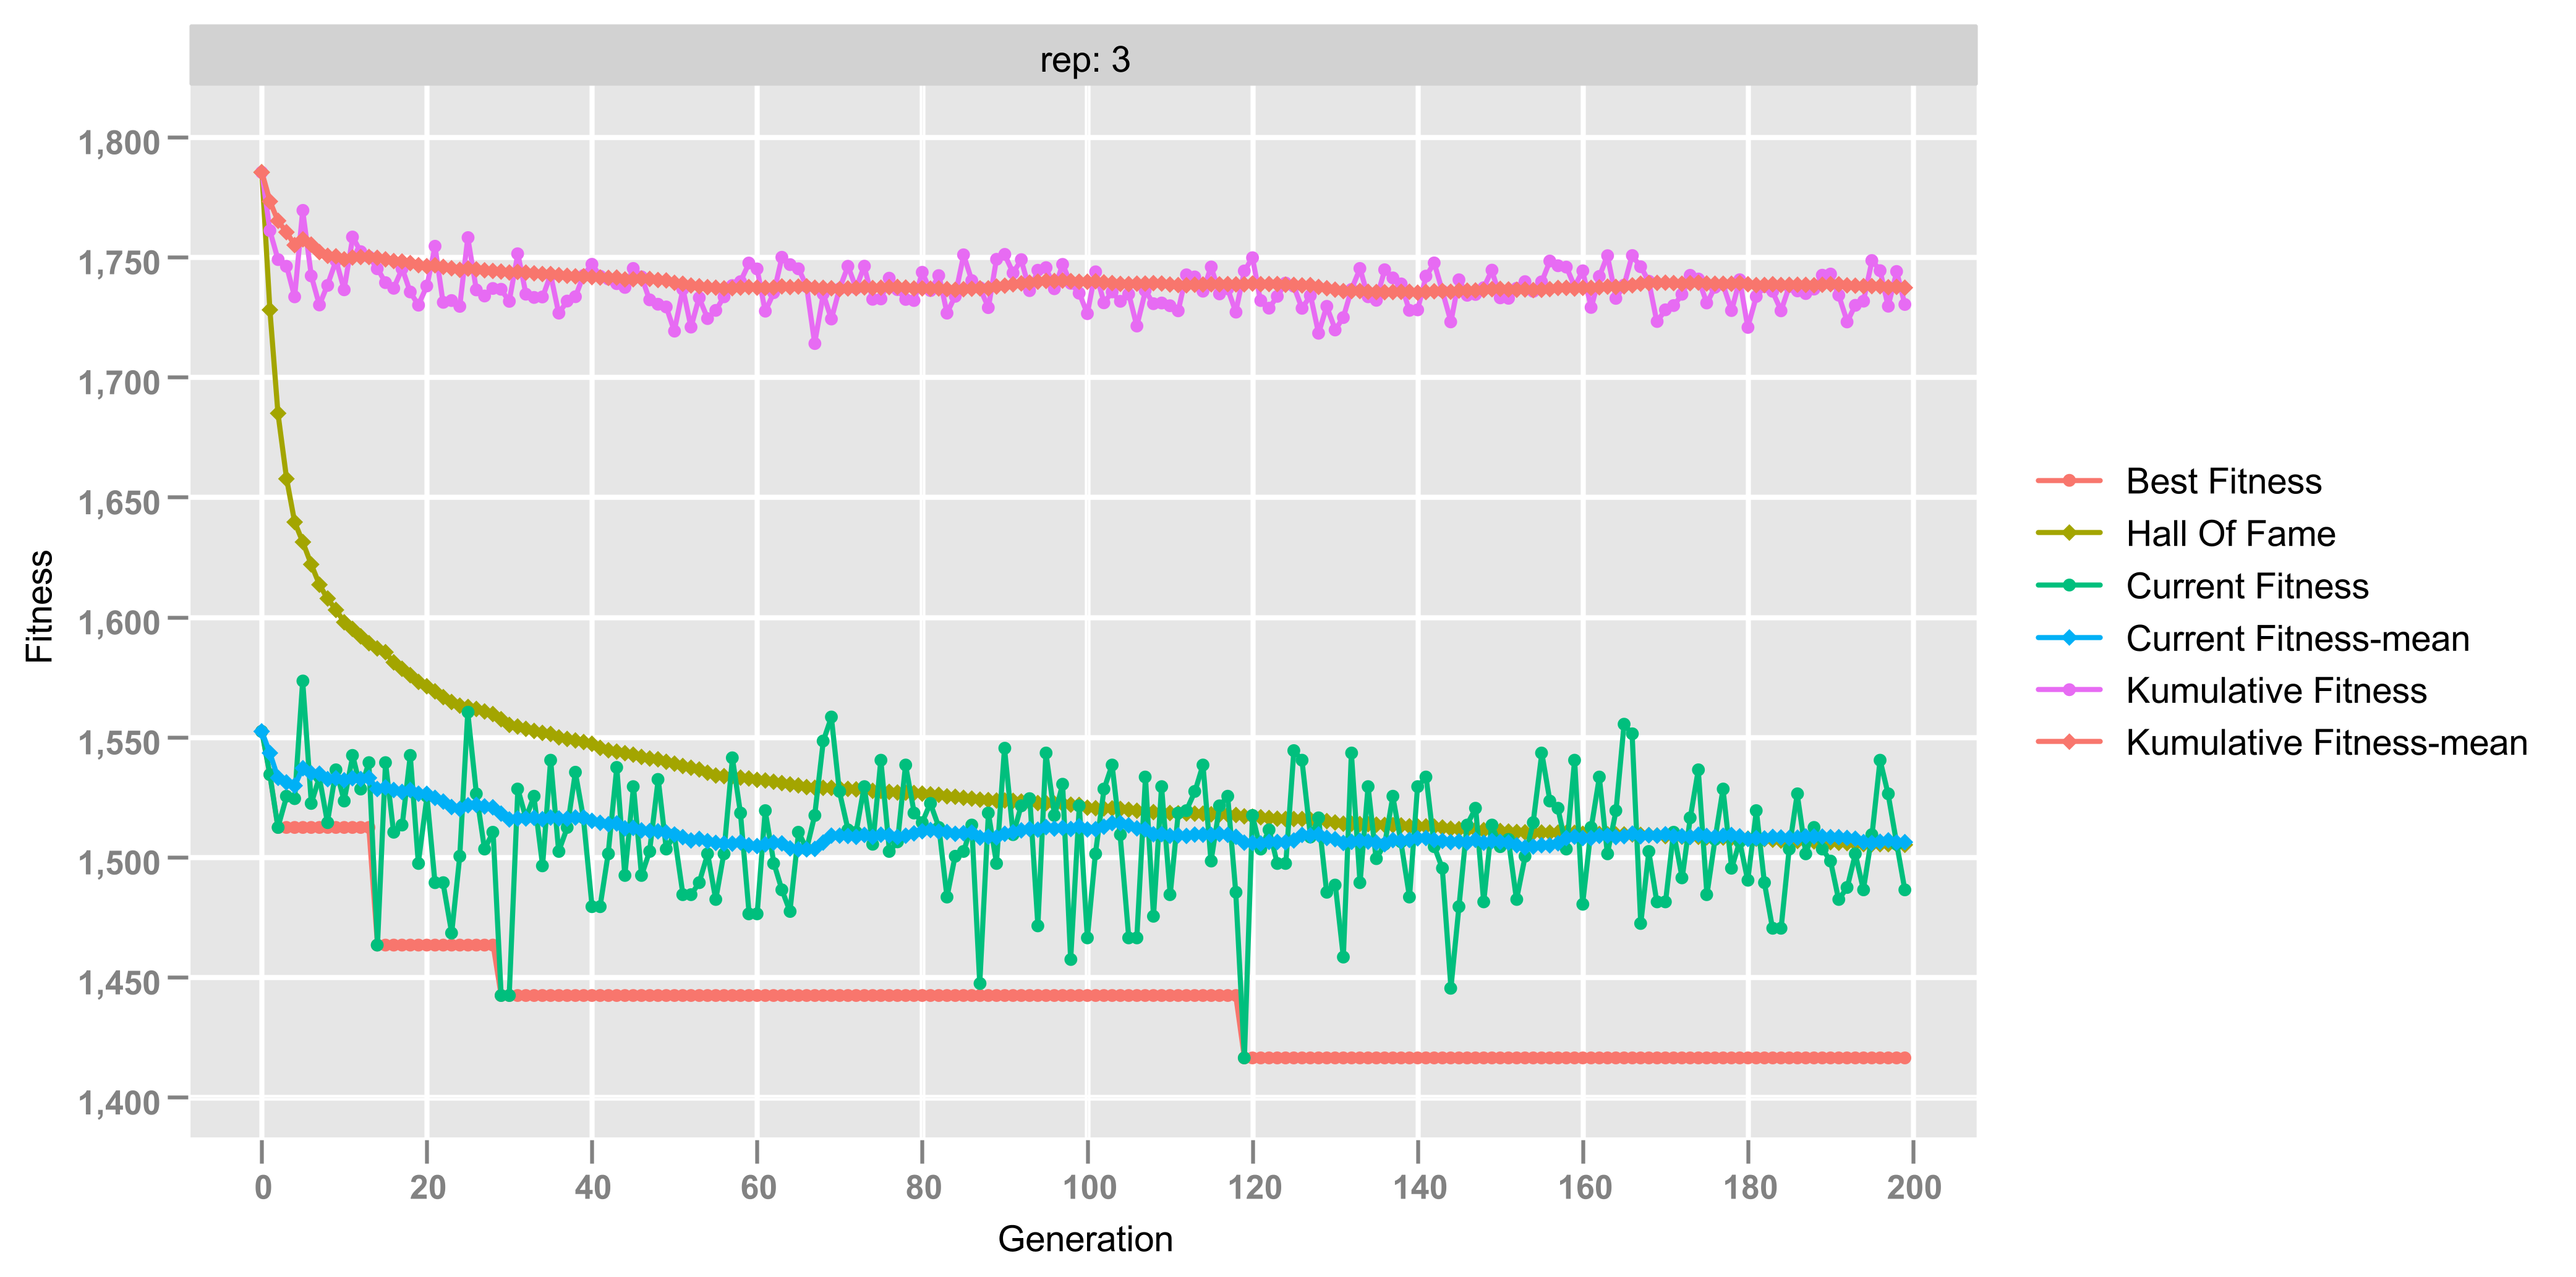 rep: 3
1,800
1,750
1,700
1,650
1,600
1,550
1,500
1,450
1,400
Fitness
0 20 40 60 80 100 120 140 160 180 200
Generation
Best Fitness
Hall Of Fame
Current Fitness
Current Fitness-mean
Kumulative Fitness
Kumulative Fitness-mean